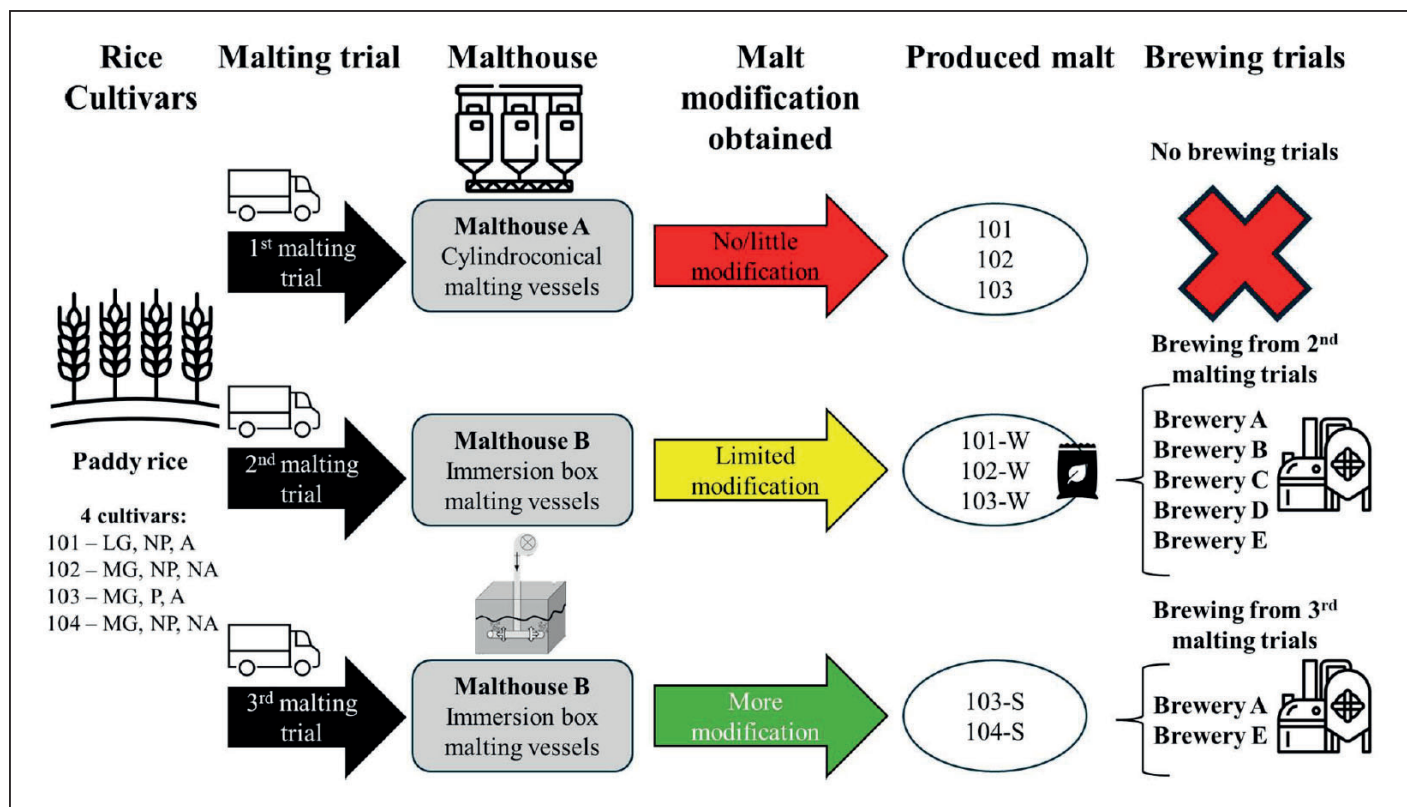 Rice
Cultivars
Malting trial
Malthouse
Malt
modification
obtained
Produced malt
Brewing trials
1st malting
trial
Malthouse A
Cylindroconical
malting vessels
No/little
modification
101
102
103
No brewing trials
Paddy rice
4 cultivars:
101 – LG, NP, A
102 – MG, NP, NA
103 – MG, P, A
104 – MG, NP, NA
2nd malting
trial
Malthouse B
Immersion box
malting vessels
Limited
modification
101-W
102-W
103-W
Brewing from 2nd
malting trials
Brewery A
Brewery B
Brewery C
Brewery D
Brewery E
3rd malting
trial
Malthouse B
Immersion box
malting vessels
More
modification
103-S
104-S
Brewing from 3rd
malting trials
Brewery A
Brewery E